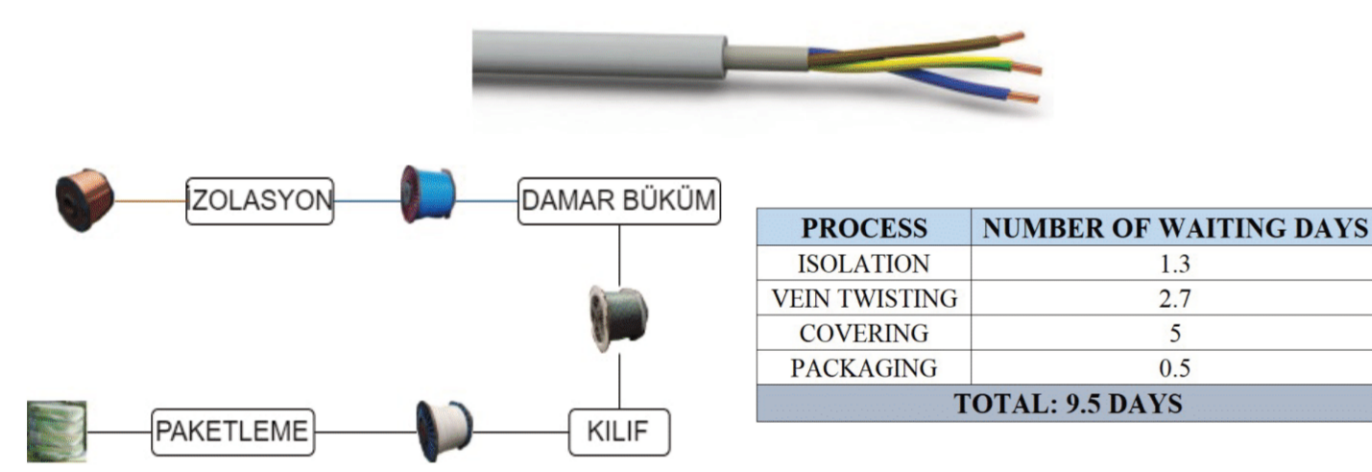 İZOLASYON
DAMAR BÜKÜM
KILIF
PAKETLEME
PROCESS NUMBER OF WAITING DAYS
ISOLATION 1.3
VEIN TWISTING 2.7
COVERING 5
PACKAGING 0.5
TOTAL: 9.5 DAYS